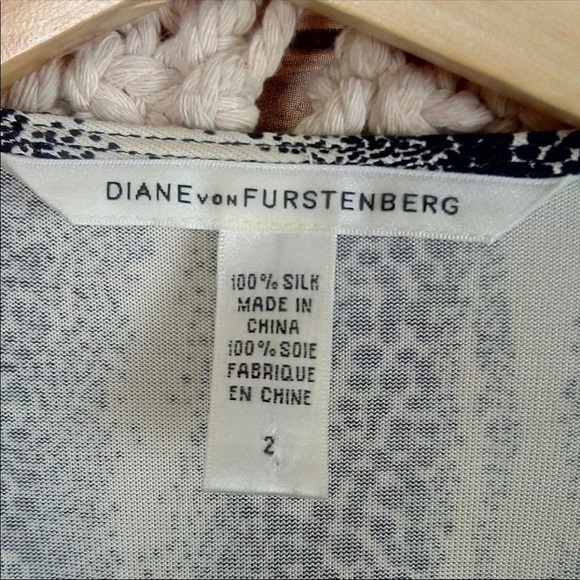 DIANE VON FURSTENBERG
100% SILK
MADE IN
CHINA
100% SOIE
FABRIQUE
EN CHINE
2